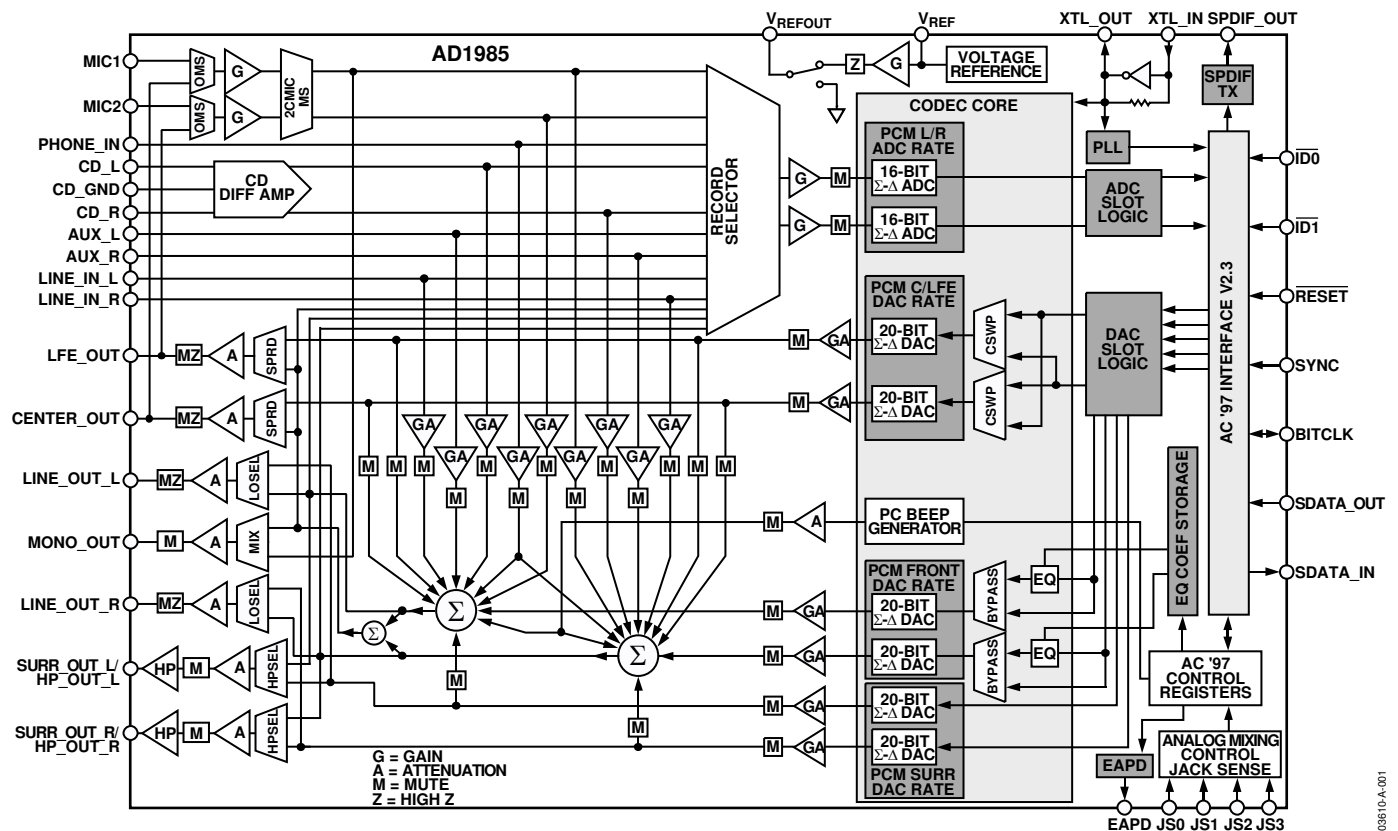 AD1985
VREFOUT
VREF
XTL_OUT
XTL_IN
SPDIF_OUT
MIC1
MIC2
PHONE_IN
CD_L
CD_GND
CD_R
AUX_L
AUX_R
LINE_IN_L
LINE_IN_R
LFE_OUT
CENTER_OUT
LINE_OUT_L
MONO_OUT
LINE_OUT_R
SURR_OUT_L/
HP_OUT_L
SURR_OUT_R/
HP_OUT_R
OMS
OMS
G
G
2CMIC
MS
CD
DIFF AMP
RECORD
SELECTOR
Z
G
VOLTAGE
REFERENCE
G
M
G
M
CODEC CORE
PCM L/R
ADC RATE
16-BIT
Σ-Δ ADC
16-BIT
Σ-Δ ADC
PLL
SPDIF
TX
ADC
SLOT
LOGIC
AC '97 INTERFACE V2.3
ID0
ID1
RESET
SYNC
BITCLK
SDATA_OUT
SDATA_IN
MZ
A
SPRD
MZ
A
SPRD
MZ
A
LOSEL
M
A
MIX
MZ
A
LOSEL
HP
M
A
HPSEL
HP
M
A
HPSEL
M
GA
M
GA
PCM C/LFE
DAC RATE
20-BIT
Σ-Δ DAC
20-BIT
Σ-Δ DAC
CSWP
CSWP
DAC
SLOT
LOGIC
GA
GA
GA
GA
GA
GA
GA
M
M
M
M
M
M
M
M
M
M
M
Σ
Σ
Σ
M
M
M
A
PC BEEP
GENERATOR
EQ COEF STORAGE
PCM FRONT
DAC RATE
M
GA
20-BIT
Σ-Δ DAC
BYPASS
EQ
M
GA
20-BIT
Σ-Δ DAC
BYPASS
EQ
M
GA
20-BIT
Σ-Δ DAC
M
GA
20-BIT
Σ-Δ DAC
PCM SURR
DAC RATE
AC '97
CONTROL
REGISTERS
ANALOG MIXING
CONTROL
JACK SENSE
EAPD
G = GAIN
A = ATTENUATION
M = MUTE
Z = HIGH Z
EAPD
JS0
JS1
JS2
JS3
03610-A-001